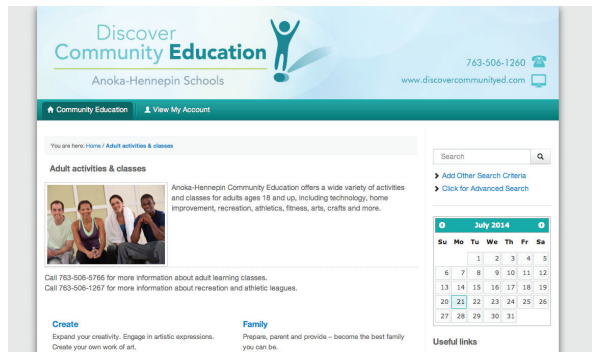 Discover
Community Education
Anoka-Hennepin Schools
763-506-1260
www.discovercommunityed.com
Community Education
View My Account
You are here: Home / Adult activities & classes
Adult activities & classes
Anoka-Hennepin Community Education offers a wide variety of activities
and classes for adults ages 18 and up, including technology, home
improvement, recreation, athletics, fitness, arts, crafts and more.
Call 763-506-5766 for more information about adult learning classes.
Call 763-506-1267 for more information about recreation and athletic leagues.
Create
Expand your creativity. Engage in artistic expressions.
Create your own work of art.
Family
Prepare, parent and provide – become the best family
you can be.
Search
Add Other Search Criteria
Click for Advanced Search
July 2014
Su Mo Tu We Th Fr Sa
1 2 3 4 5
6 7 8 9 10 11 12
13 14 15 16 17 18 19
20 21 22 23 24 25 26
27 28 29 30 31
Useful links